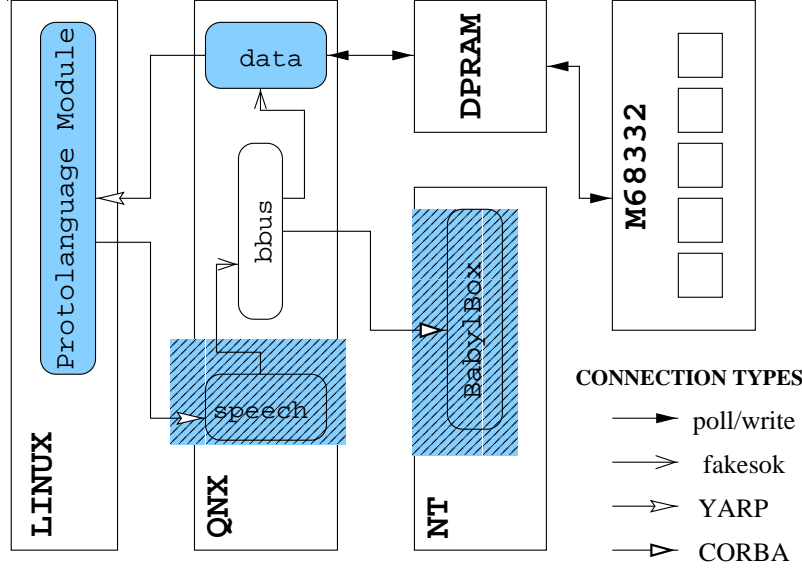 Protolanguage Module
LINUX
data
bbus
speech
QNX
DPRAM
BabylBox
NT
M68332
CONNECTION TYPES
poll/write
fakesok
YARP
CORBA